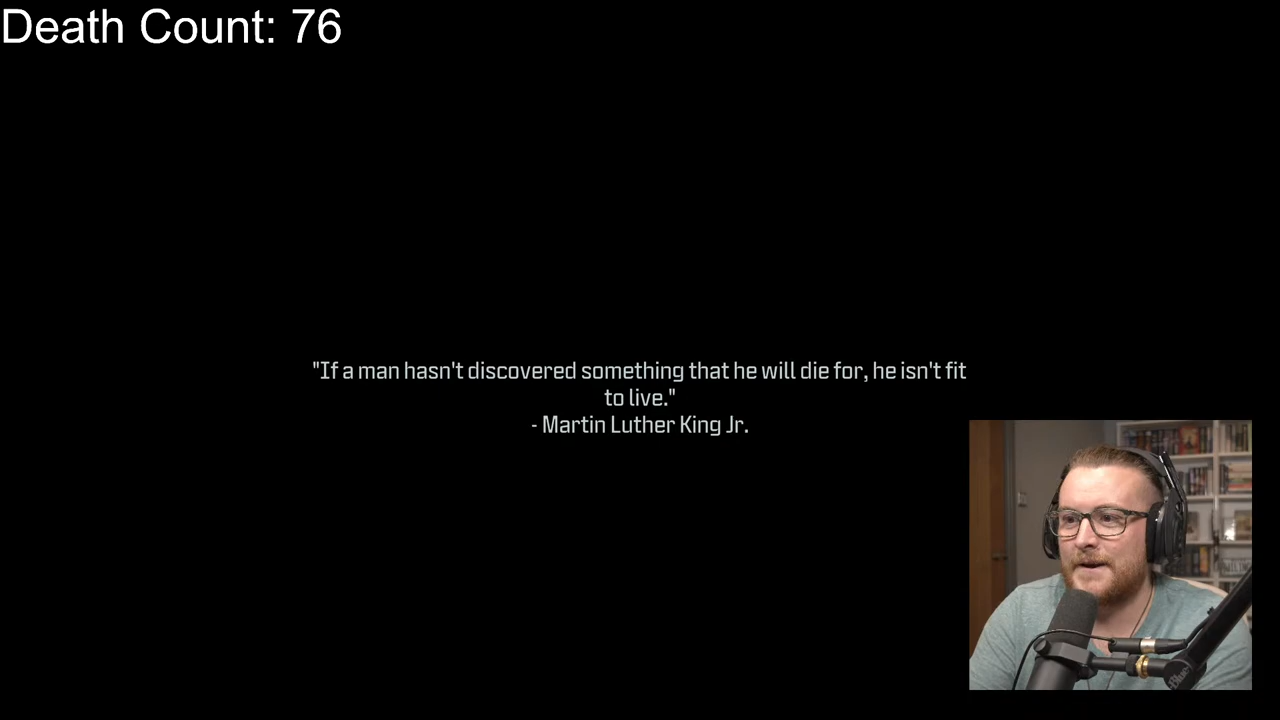 Death Count: 76
"If a man hasn't discovered something that he will die for, he isn't fit
to live."
- Martin Luther King Jr.
Blue